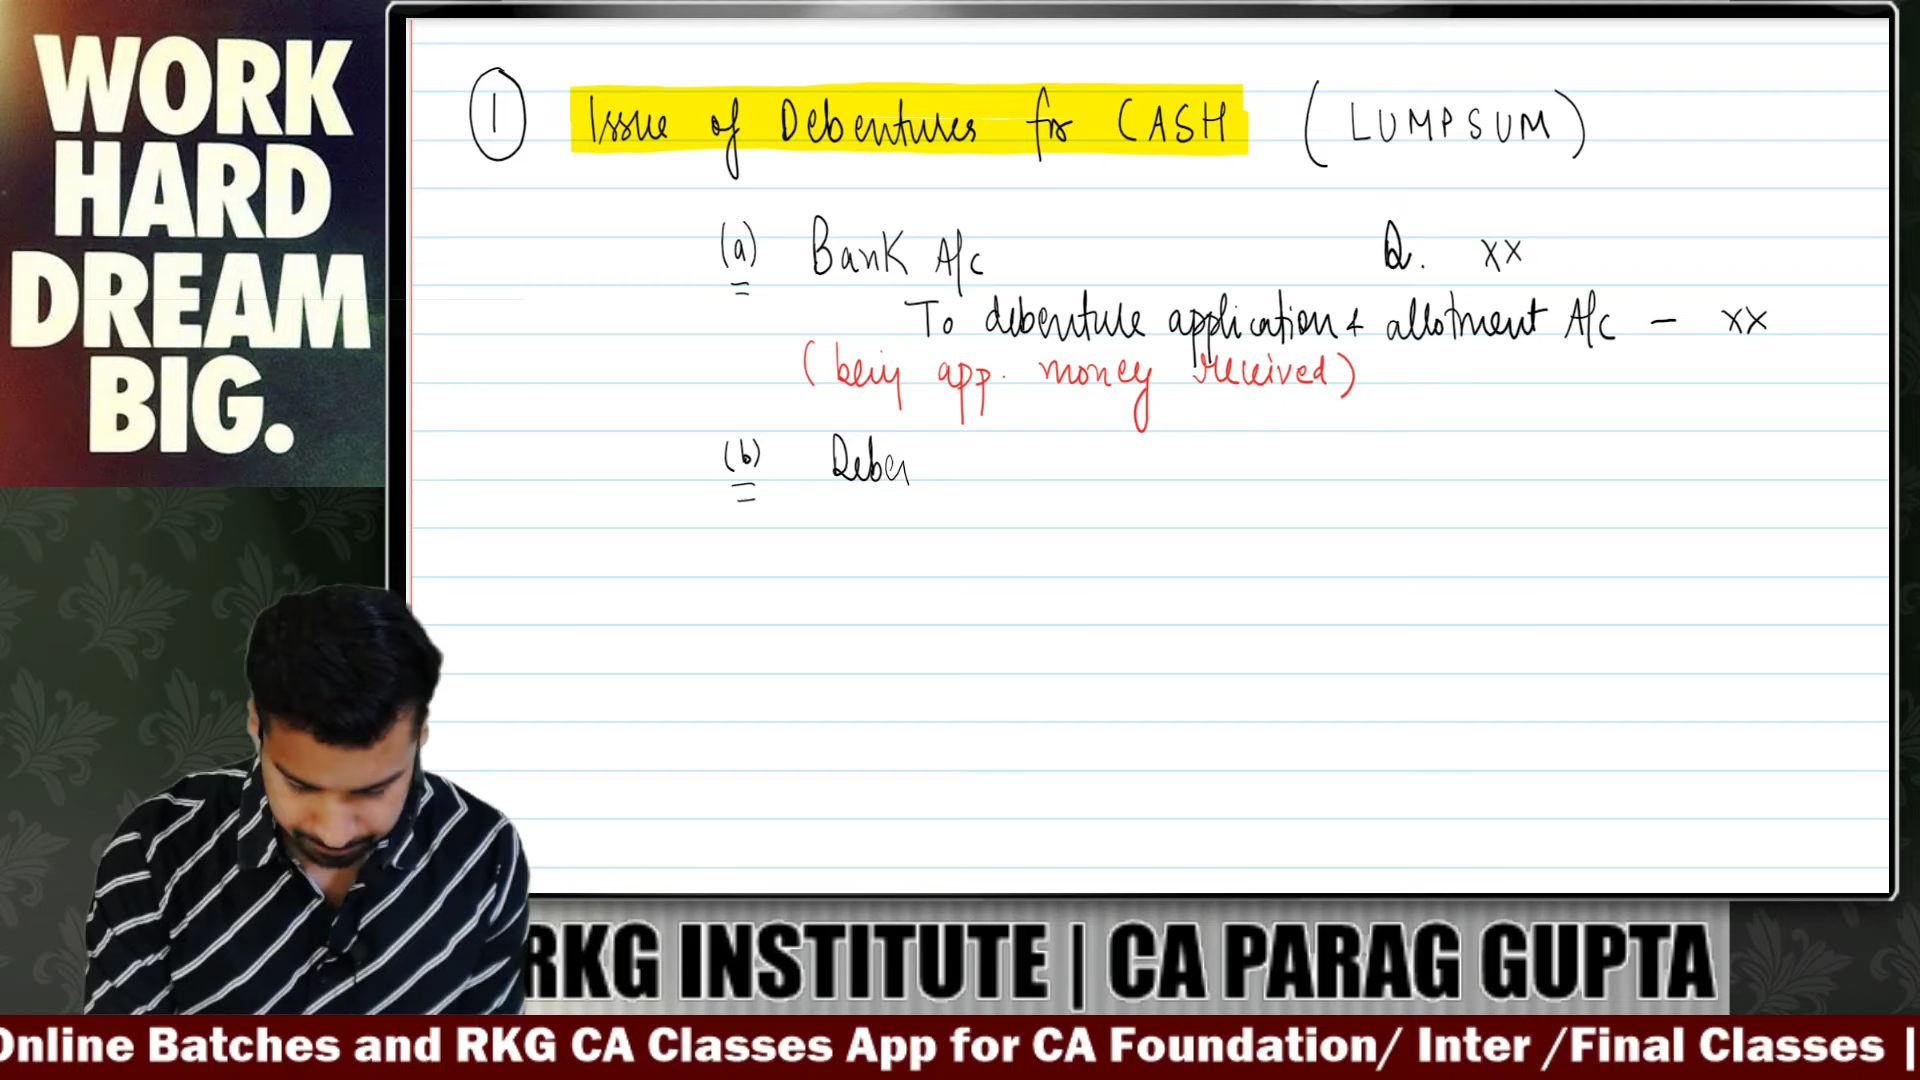 WORK
HARD
DREAM
BIG.
① Issue of Debentures for CASH (LUMPSUM)
(a) Bank A/c Dr. xx
To debenture application & allotment A/c — xx
(being app. money received)
(b) Deben
RKG INSTITUTE | CA PARAG GUPTA
Online Batches and RKG CA Classes App for CA Foundation/ Inter /Final Classes |